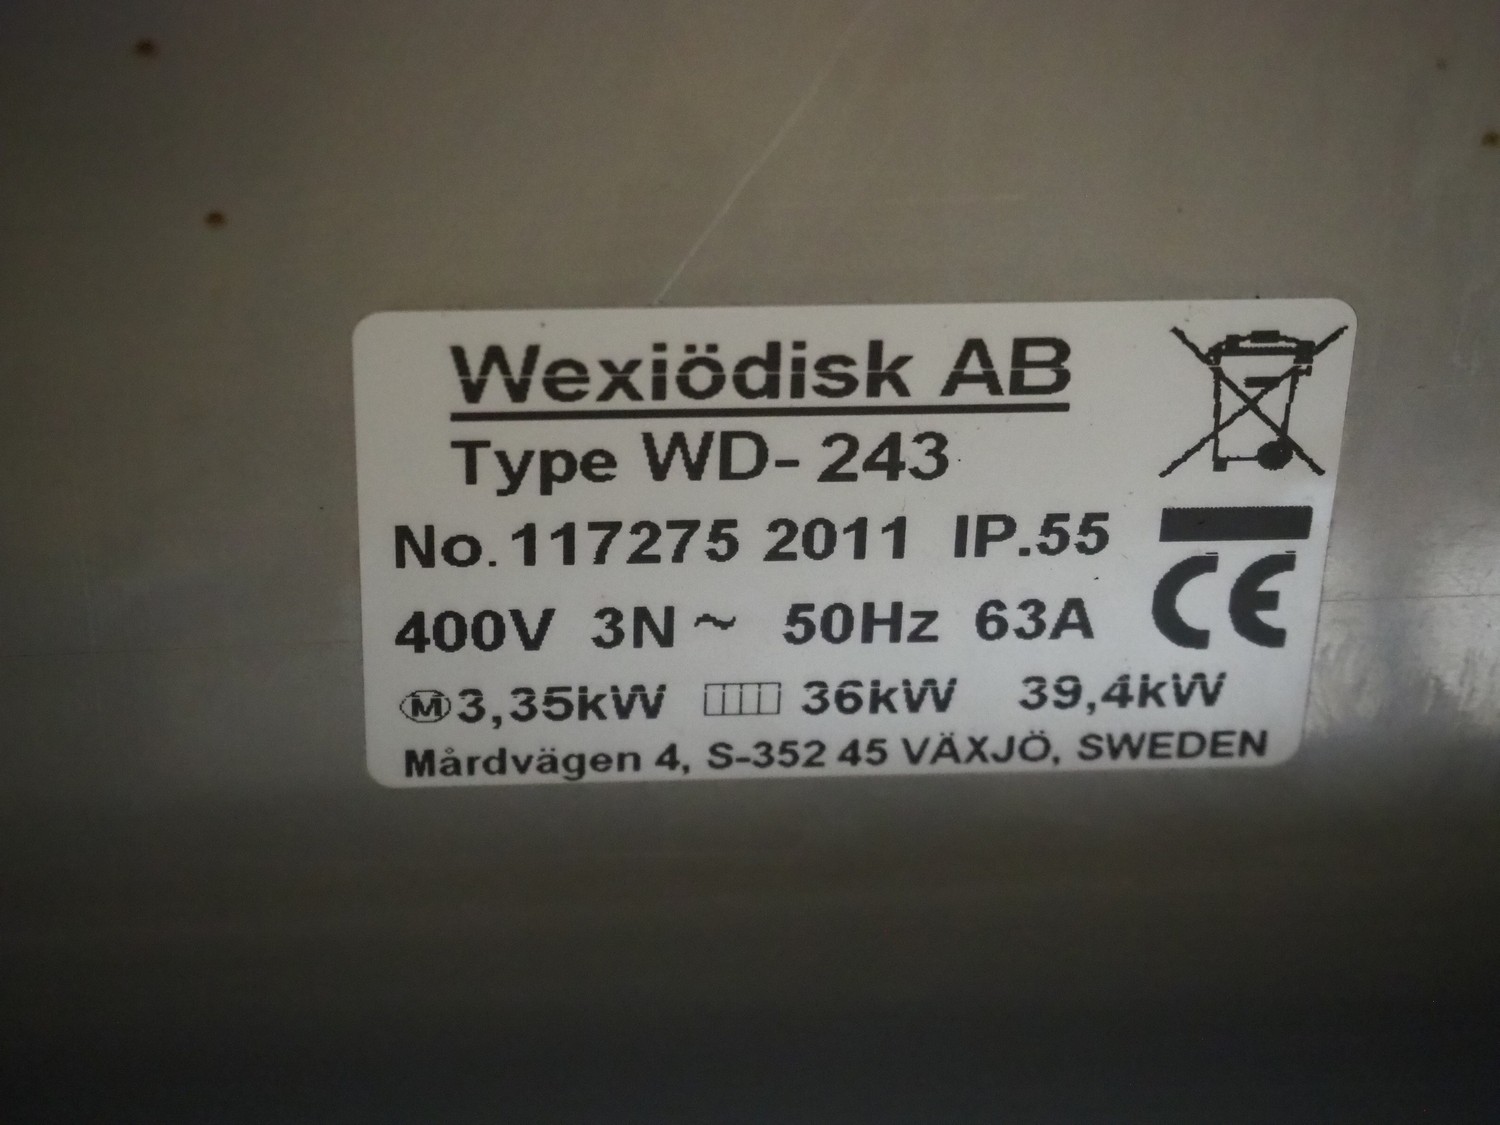 Wexiödisk AB
Type WD- 243
No. 117275 2011 IP.55
400V 3N ~ 50Hz 63A
CE
M 3,35kW 36kW 39,4kW
Mårdvägen 4, S-352 45 VÄXJÖ, SWEDEN